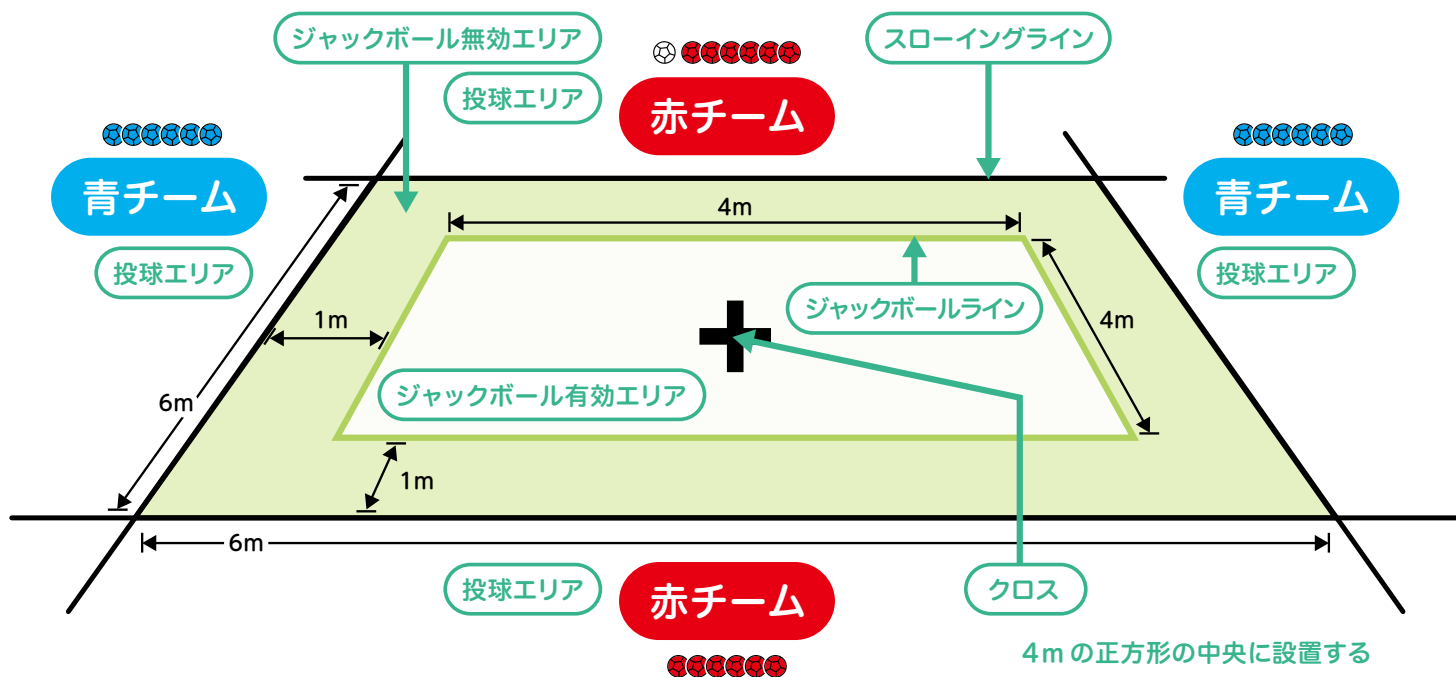 ジャックボール無効エリア
スローイングライン
投球エリア
赤チーム
青チーム
青チーム
投球エリア
投球エリア
4m
ジャックボールライン
1m
4m
ジャックボール有効エリア
6m
1m
6m
投球エリア
赤チーム
クロス
4mの正方形の中央に設置する